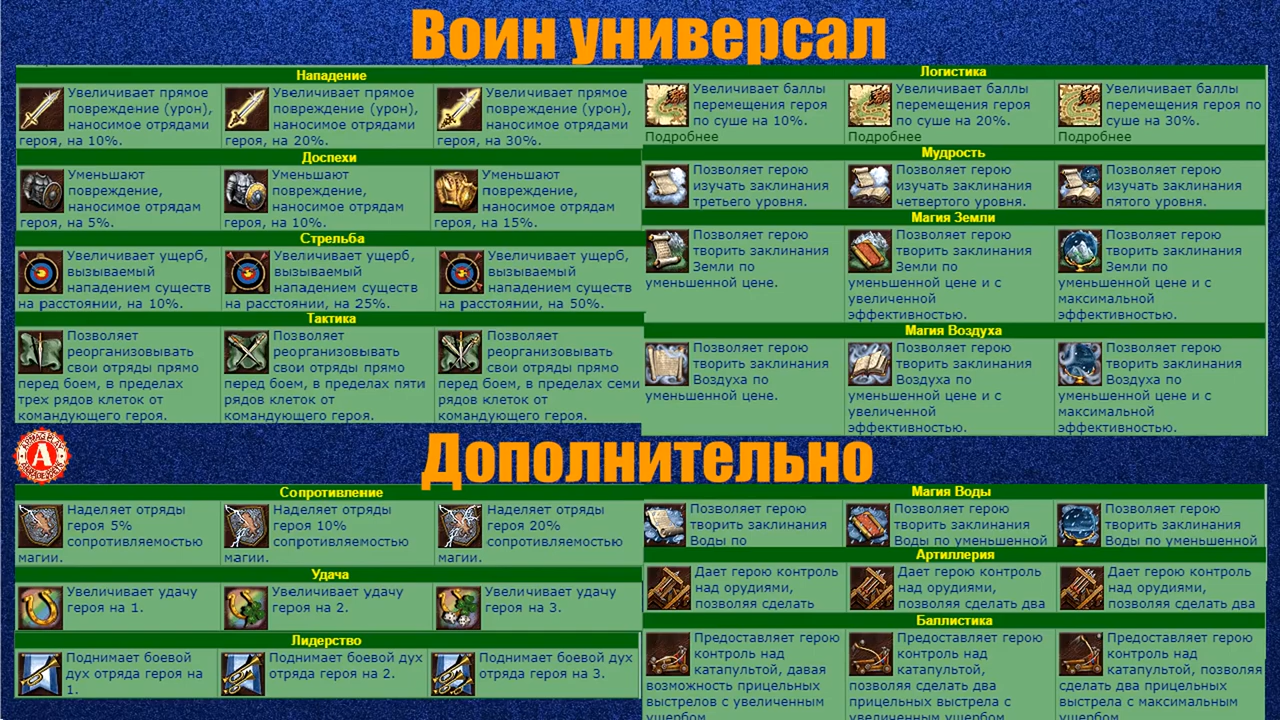 Воин универсал
Нападение
Увеличивает прямое
повреждение (урон),
наносимое отрядами
героя, на 10%.
Увеличивает прямое
повреждение (урон),
наносимое отрядами
героя, на 20%.
Увеличивает прямое
повреждение (урон),
наносимое отрядами
героя, на 30%.
Доспехи
Уменьшают
повреждение,
наносимое отрядам
героя, на 5%.
Уменьшают
повреждение,
наносимое отрядам
героя, на 10%.
Уменьшают
повреждение,
наносимое отрядам
героя, на 15%.
Стрельба
Увеличивает ущерб,
вызываемый
нападением существ
на расстоянии, на 10%.
Увеличивает ущерб,
вызываемый
нападением существ
на расстоянии, на 25%.
Увеличивает ущерб,
вызываемый
нападением существ
на расстоянии, на 50%.
Тактика
Позволяет
реорганизовывать
свои отряды прямо
перед боем, в пределах
трех рядов клеток от
командующего героя.
Позволяет
реорганизовывать
свои отряды прямо
перед боем, в пределах пяти
рядов клеток от
командующего героя.
Позволяет
реорганизовывать
свои отряды прямо
перед боем, в пределах семи
рядов клеток от
командующего героя.
Логистика
Увеличивает баллы
перемещения героя
по суше на 10%.
Подробнее
Увеличивает баллы
перемещения героя
по суше на 20%.
Подробнее
Увеличивает баллы
перемещения героя по
суше на 30%.
Подробнее
Мудрость
Позволяет герою
изучать заклинания
третьего уровня.
Позволяет герою
изучать заклинания
четвертого уровня.
Позволяет герою
изучать заклинания
пятого уровня.
Магия Земли
Позволяет герою
творить заклинания
Земли по
уменьшенной цене.
Позволяет герою
творить заклинания
Земли по
уменьшенной цене и с
увеличенной
эффективностью.
Позволяет герою
творить заклинания
Земли по
уменьшенной цене и с
максимальной
эффективностью.
Магия Воздуха
Позволяет герою
творить заклинания
Воздуха по
уменьшенной цене.
Позволяет герою
творить заклинания
Воздуха по
уменьшенной цене и с
увеличенной
эффективностью.
Позволяет герою
творить заклинания
Воздуха по
уменьшенной цене и с
максимальной
эффективностью.
А
Дополнительно
Сопротивление
Наделяет отряды
героя 5%
сопротивляемостью
магии.
Наделяет отряды
героя 10%
сопротивляемостью
магии.
Наделяет отряды
героя 20%
сопротивляемостью
магии.
Удача
Увеличивает удачу
героя на 1.
Увеличивает удачу
героя на 2.
Увеличивает удачу
героя на 3.
Лидерство
Поднимает боевой
дух отряда героя на
1.
Поднимает боевой дух
отряда героя на 2.
Поднимает боевой дух
отряда героя на 3.
Магия Воды
Позволяет герою
творить заклинания
Воды по
Позволяет герою
творить заклинания
Воды по уменьшенной
Позволяет герою
творить заклинания
Воды по уменьшенной
Артиллерия
Дает герою контроль
над орудиями,
позволяя сделать
Дает герою контроль
над орудиями,
позволяя сделать два
Дает герою контроль
над орудиями,
позволяя сделать два
Баллистика
Предоставляет герою
контроль над
катапультой, давая
возможность прицельных
выстрелов с увеличенным
ущербом
Предоставляет герою
контроль над
катапультой,
позволяя сделать два
прицельных выстрела с
увеличенным ущербом
Предоставляет герою
контроль над
катапультой, позволяя
сделать два прицельных
выстрела с максимальным
ущербом